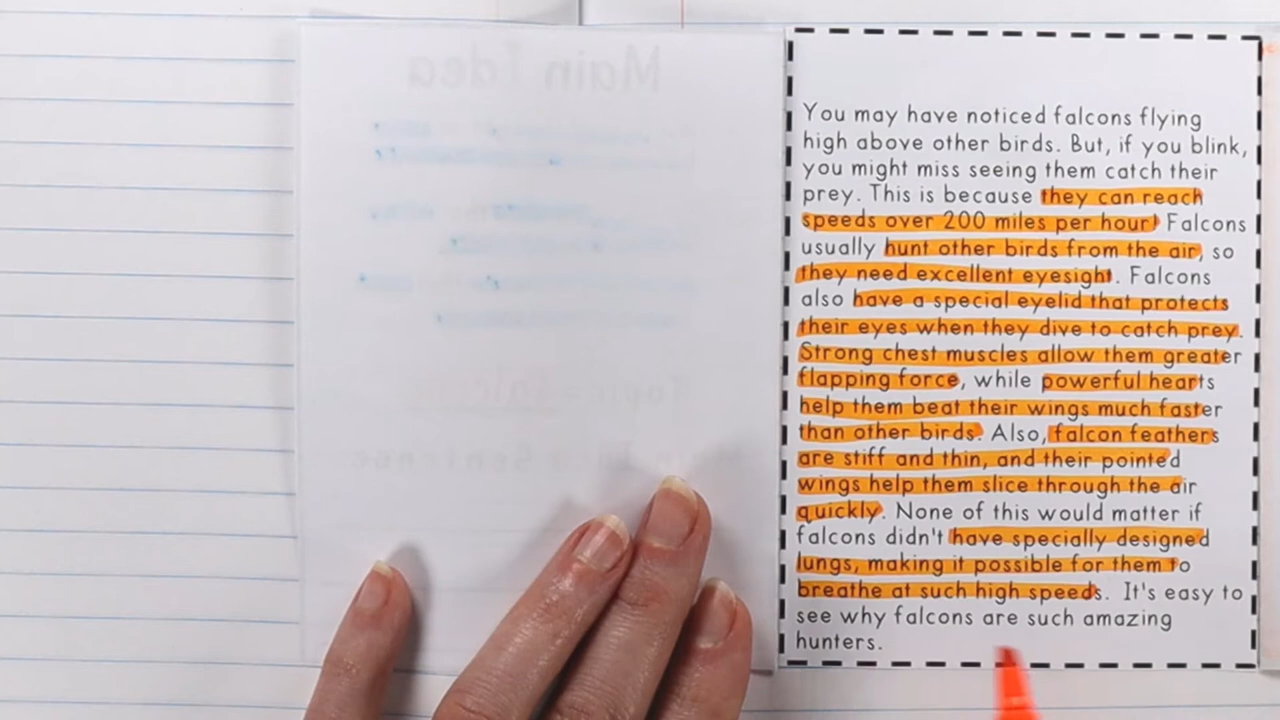 Main Idea
You may have noticed falcons flying
high above other birds. But, if you blink,
you might miss seeing them catch their
prey. This is because they can reach
speeds over 200 miles per hour! Falcons
usually hunt other birds from the air, so
they need excellent eyesight. Falcons
also have a special eyelid that protects
their eyes when they dive to catch prey.
Strong chest muscles allow them greater
flapping force, while powerful hearts
help them beat their wings much faster
than other birds. Also, falcon feathers
are stiff and thin, and their pointed
wings help them slice through the air
quickly. None of this would matter if
falcons didn't have specially designed
lungs, making it possible for them to
breathe at such high speeds. It's easy to
see why falcons are such amazing
hunters.